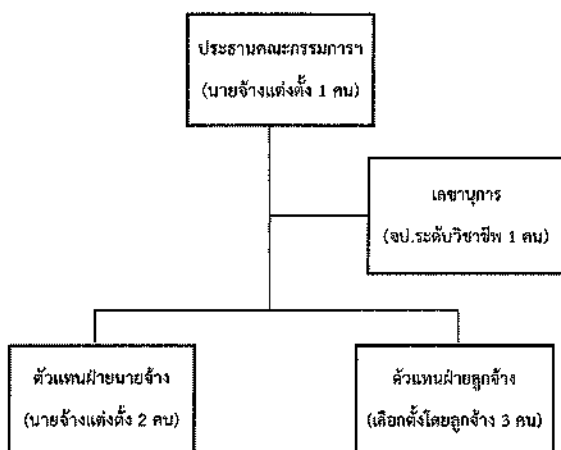 ประธานคณะกรรมการฯ
(นายจ้างแต่งตั้ง 1 คน)
เลขานุการ
(จป.ระดับวิชาชีพ 1 คน)
ตัวแทนฝ่ายนายจ้าง
(นายจ้างแต่งตั้ง 2 คน)
ตัวแทนฝ่ายลูกจ้าง
(เลือกตั้งโดยลูกจ้าง 3 คน)